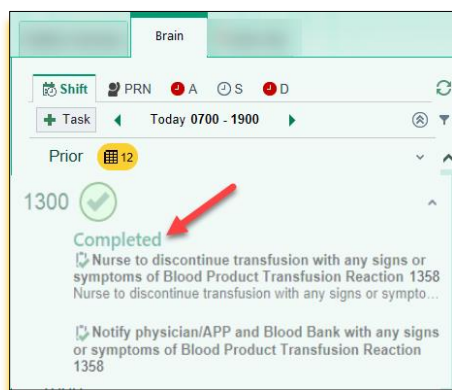 Brain
Shift PRN A S D
+ Task Today 0700 - 1900
Prior 12
1300
Completed
Nurse to discontinue transfusion with any signs or
symptoms of Blood Product Transfusion Reaction 1358
Nurse to discontinue transfusion with any signs or sympto...
Notify physician/APP and Blood Bank with any signs
or symptoms of Blood Product Transfusion Reaction
1358